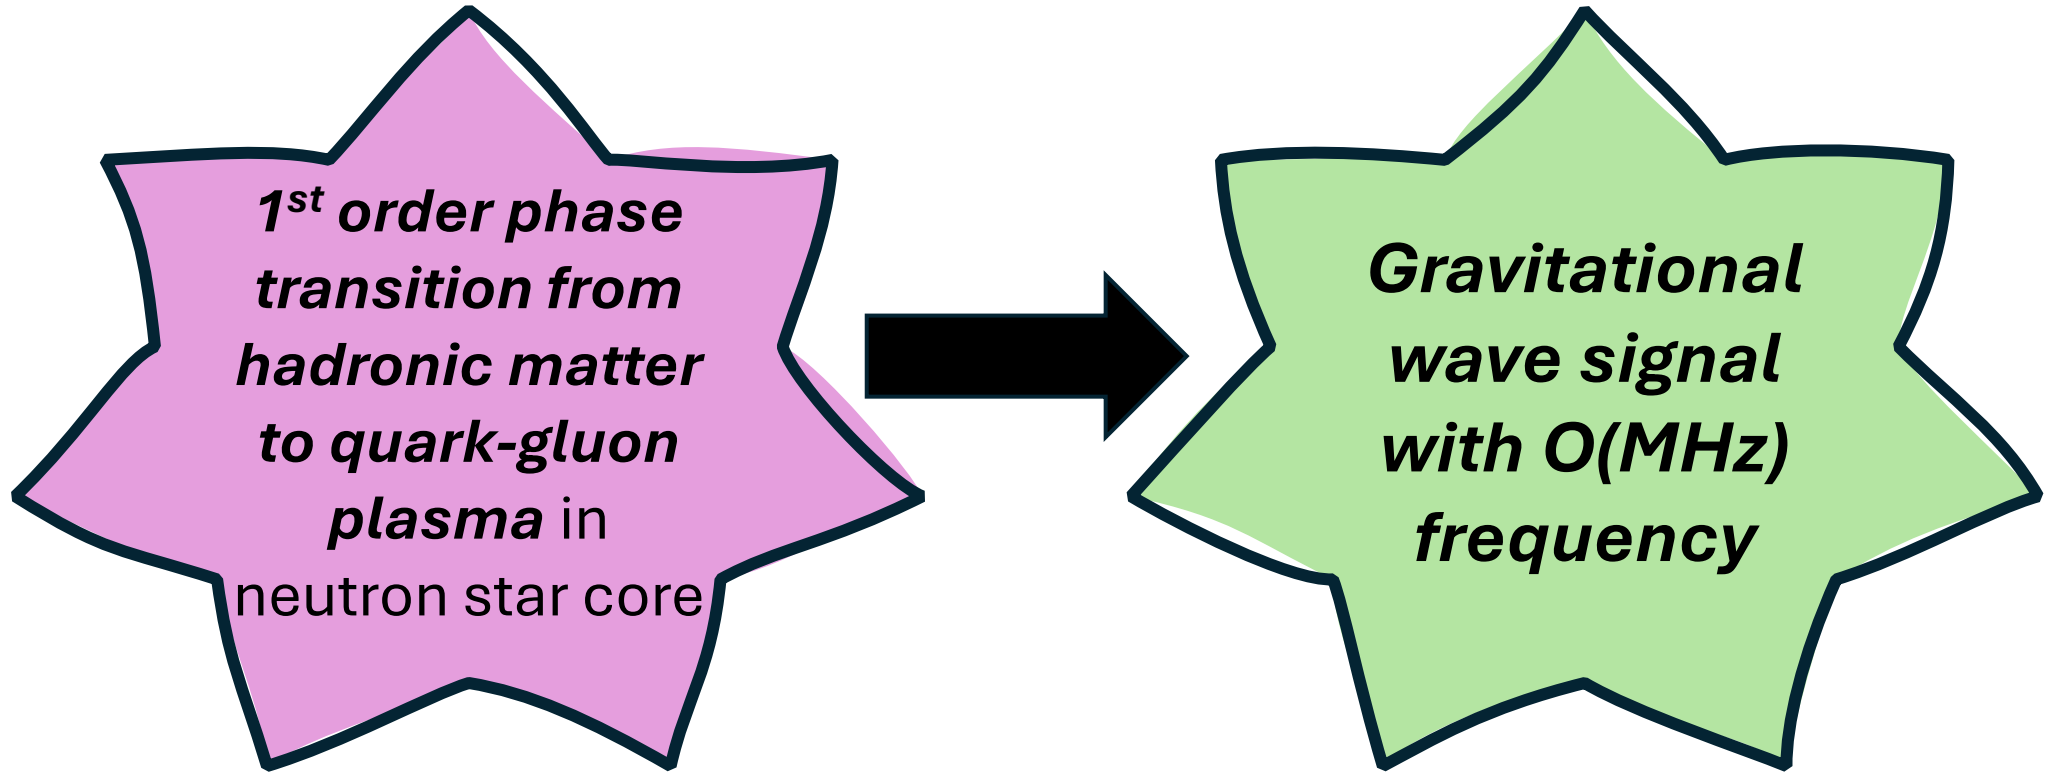 1st order phase
transition from
hadronic matter
to quark-gluon
plasma in
neutron star core
Gravitational
wave signal
with O(MHz)
frequency